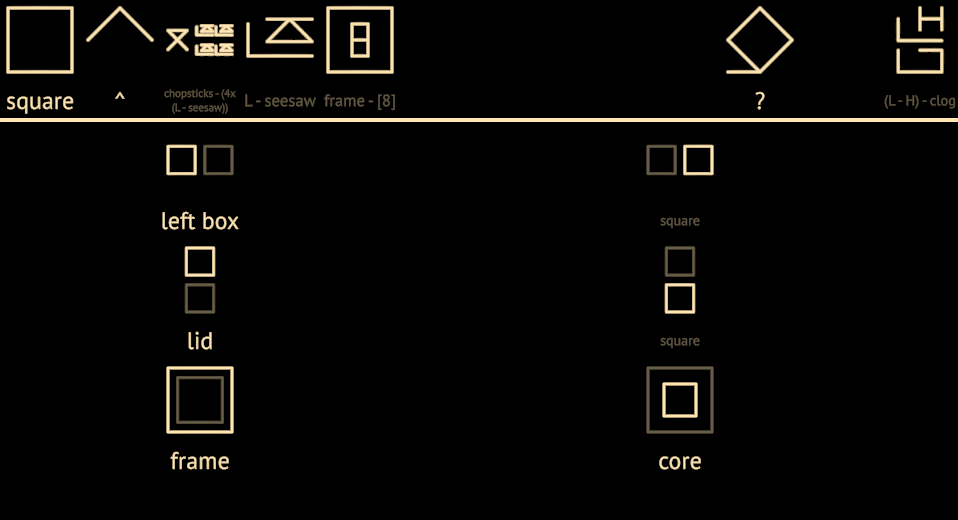 square ^ chopsticks - (4x (L - seesaw)) L - seesaw frame - [8] ? (L - H) - clog
left box square
lid square
frame core